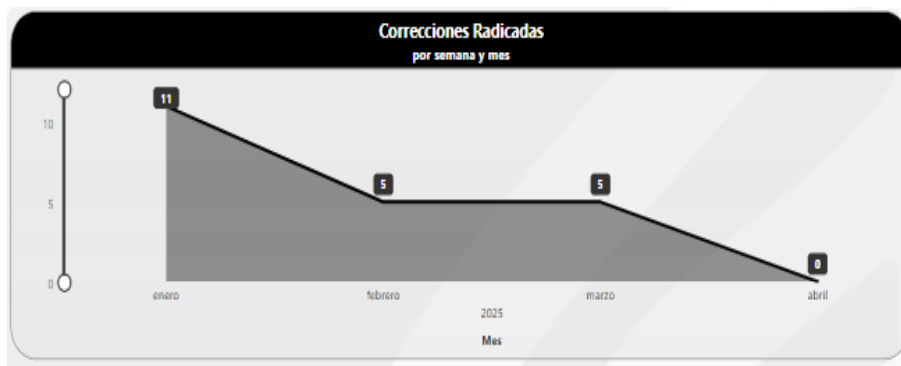 Correcciones Radicadas
por semana y mes
11
10
5
5
5
0
0
enero febrero marzo abril
2025
Mes